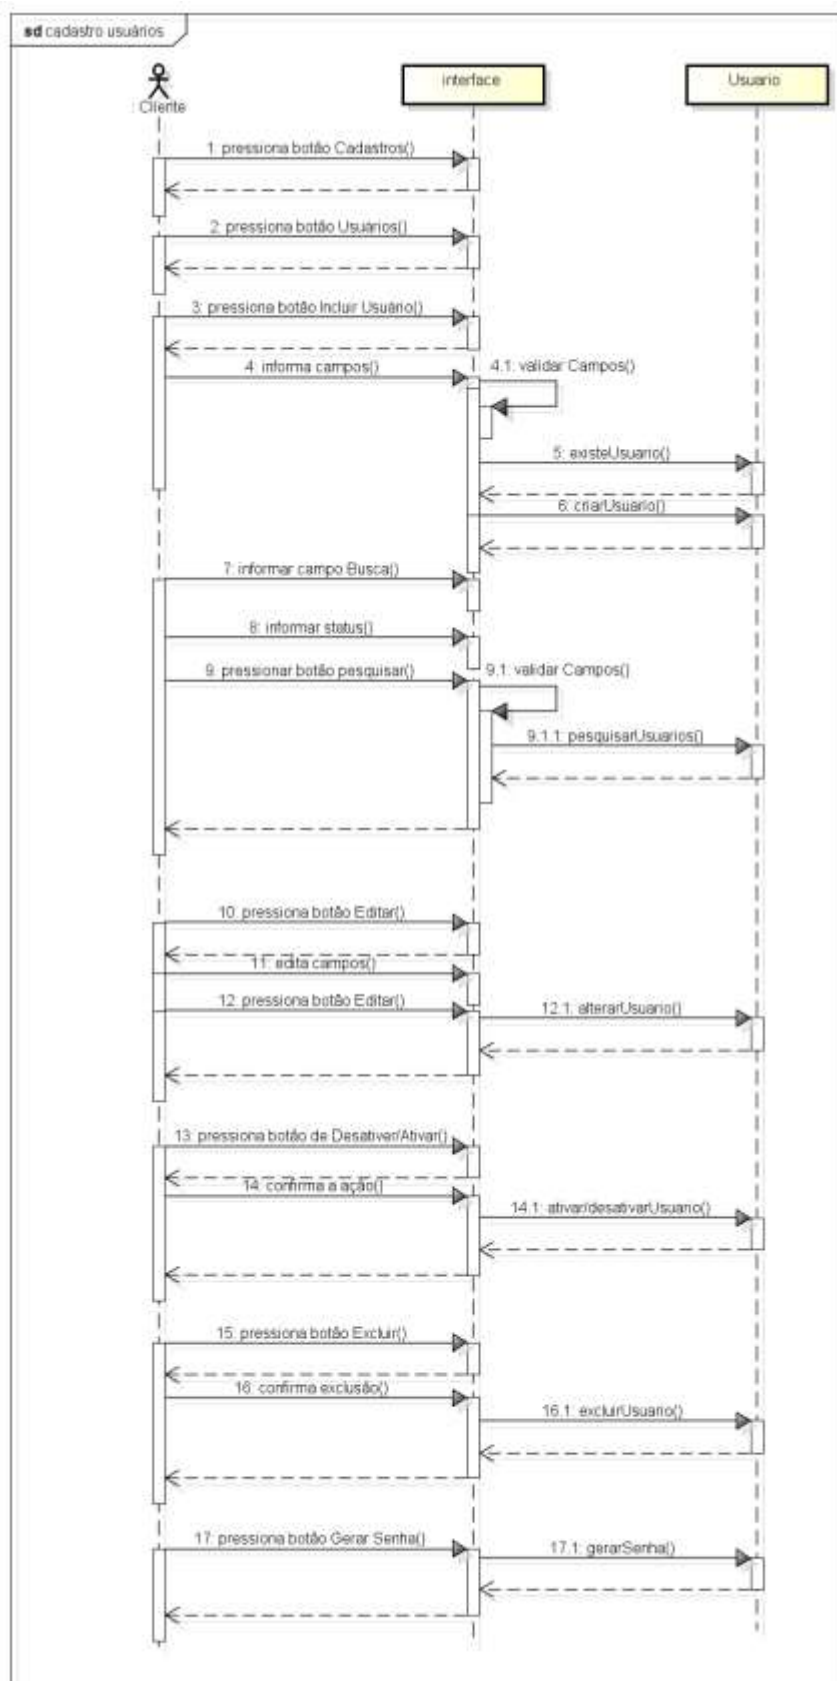 sd cadastro usuários
: Cliente
interface
Usuario
1: pressiona botão Cadastros()
2: pressiona botão Usuários()
3: pressiona botão Incluir Usuário()
4: informa campos()
4.1: validar Campos()
5: existeUsuario()
6: criarUsuario()
7: informar campo Busca()
8: informar status()
9: pressionar botão pesquisar()
9.1: validar Campos()
9.1.1: pesquisarUsuarios()
10: pressiona botão Editar()
11: edita campos()
12: pressiona botão Editar()
12.1: alterarUsuario()
13: pressiona botão de Desativer/Ativar()
14: confirma a ação()
14.1: ativar/desativarUsuario()
15: pressiona botão Excluir()
16: confirma exclusão()
16.1: excluirUsuario()
17: pressiona botão Gerar Senha()
17.1: gerarSenha()